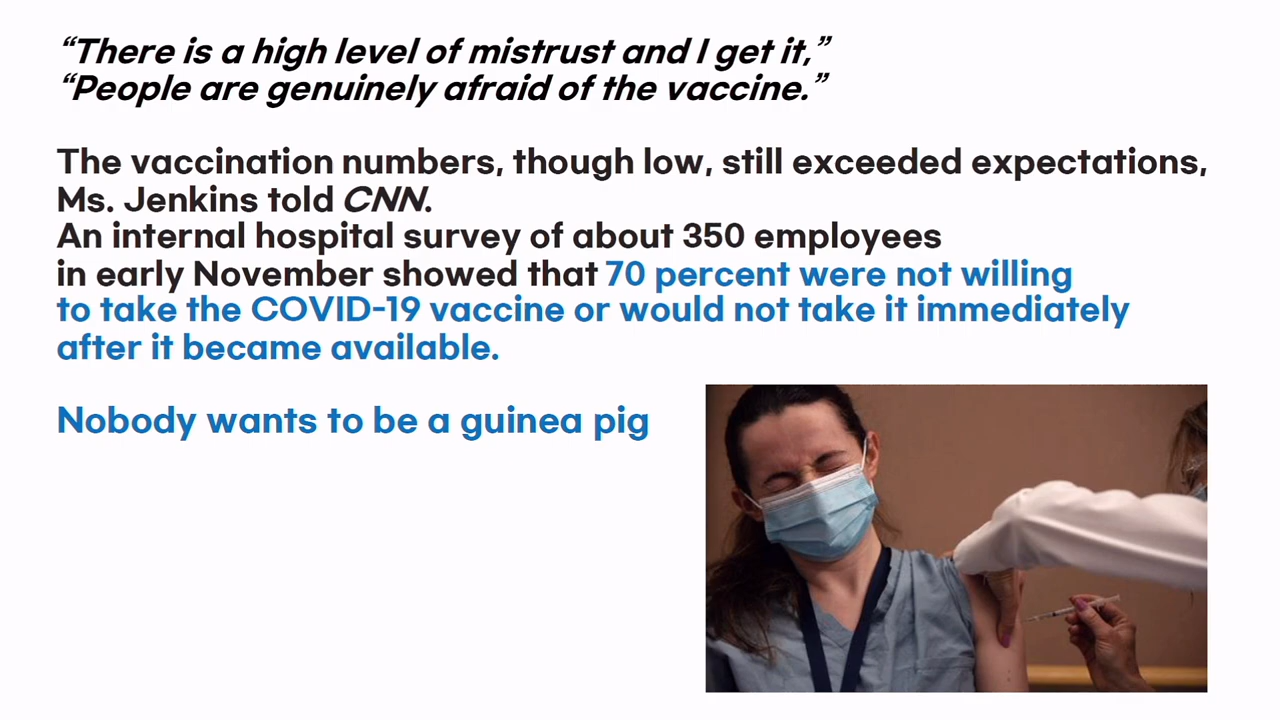 “There is a high level of mistrust and I get it,”
“People are genuinely afraid of the vaccine.”
The vaccination numbers, though low, still exceeded expectations,
Ms. Jenkins told CNN.
An internal hospital survey of about 350 employees
in early November showed that 70 percent were not willing
to take the COVID-19 vaccine or would not take it immediately
after it became available.
Nobody wants to be a guinea pig